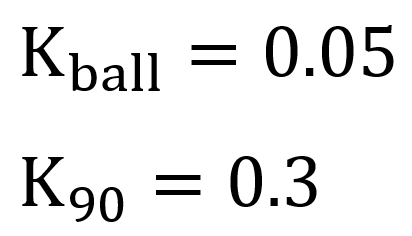 K_ball = 0.05
K_90 = 0.3